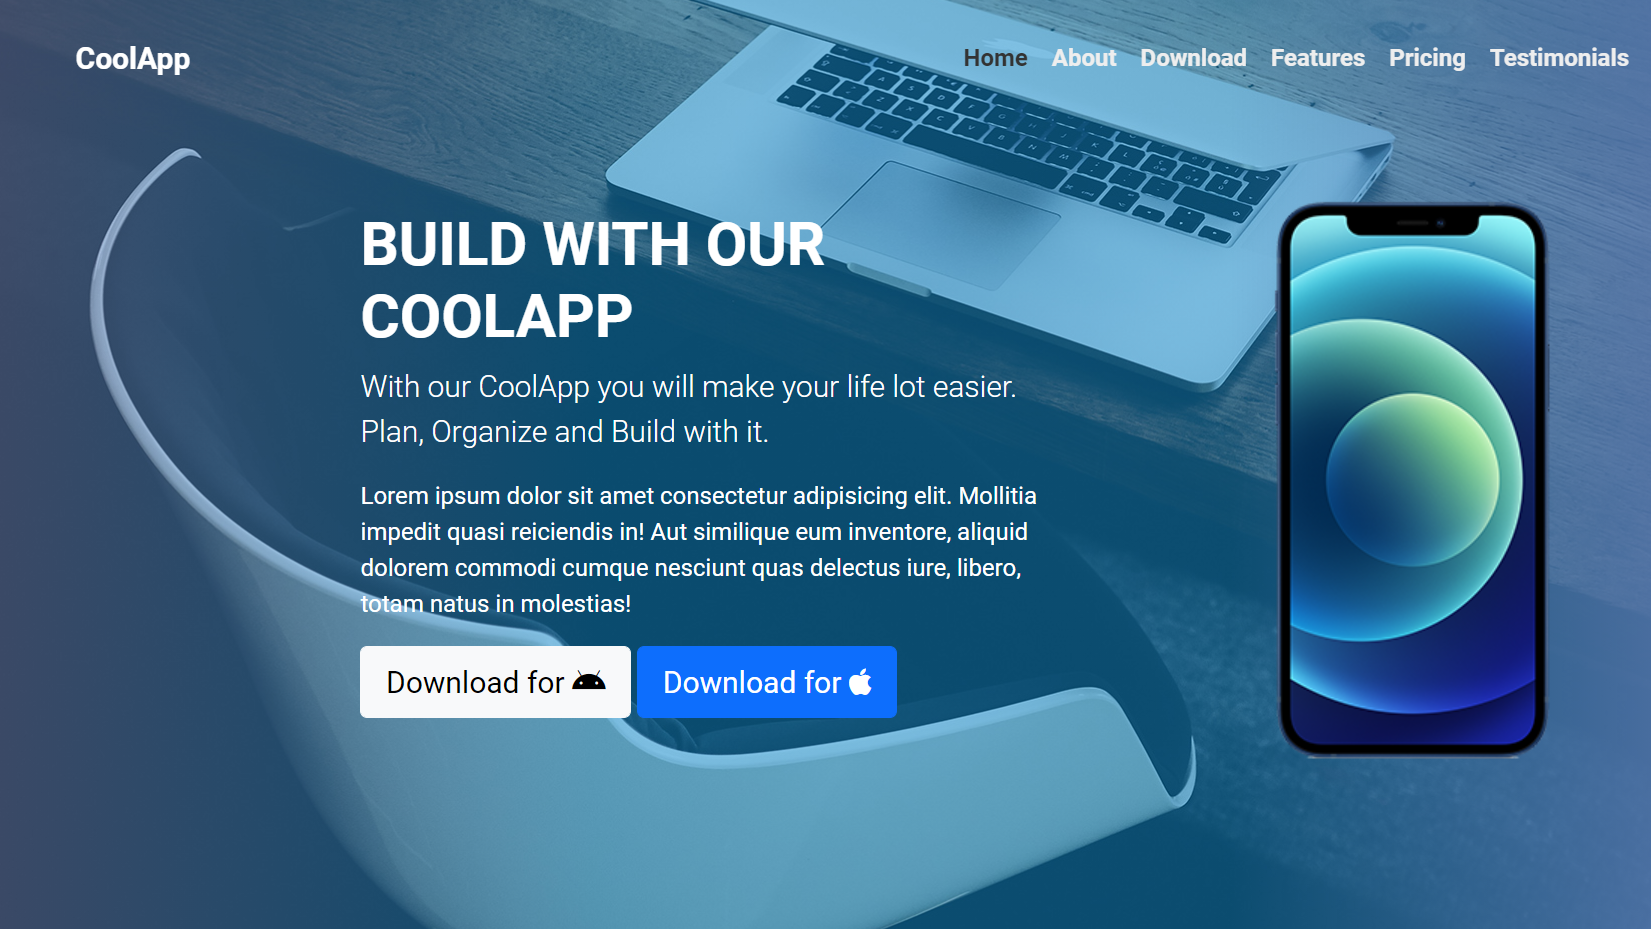 CoolApp
Home About Download Features Pricing Testimonials
BUILD WITH OUR
COOLAPP
With our CoolApp you will make your life lot easier.
Plan, Organize and Build with it.
Lorem ipsum dolor sit amet consectetur adipisicing elit. Mollitia
impedit quasi reiciendis in! Aut similique eum inventore, aliquid
dolorem commodi cumque nesciunt quas delectus iure, libero,
totam natus in molestias!
Download for
Download for